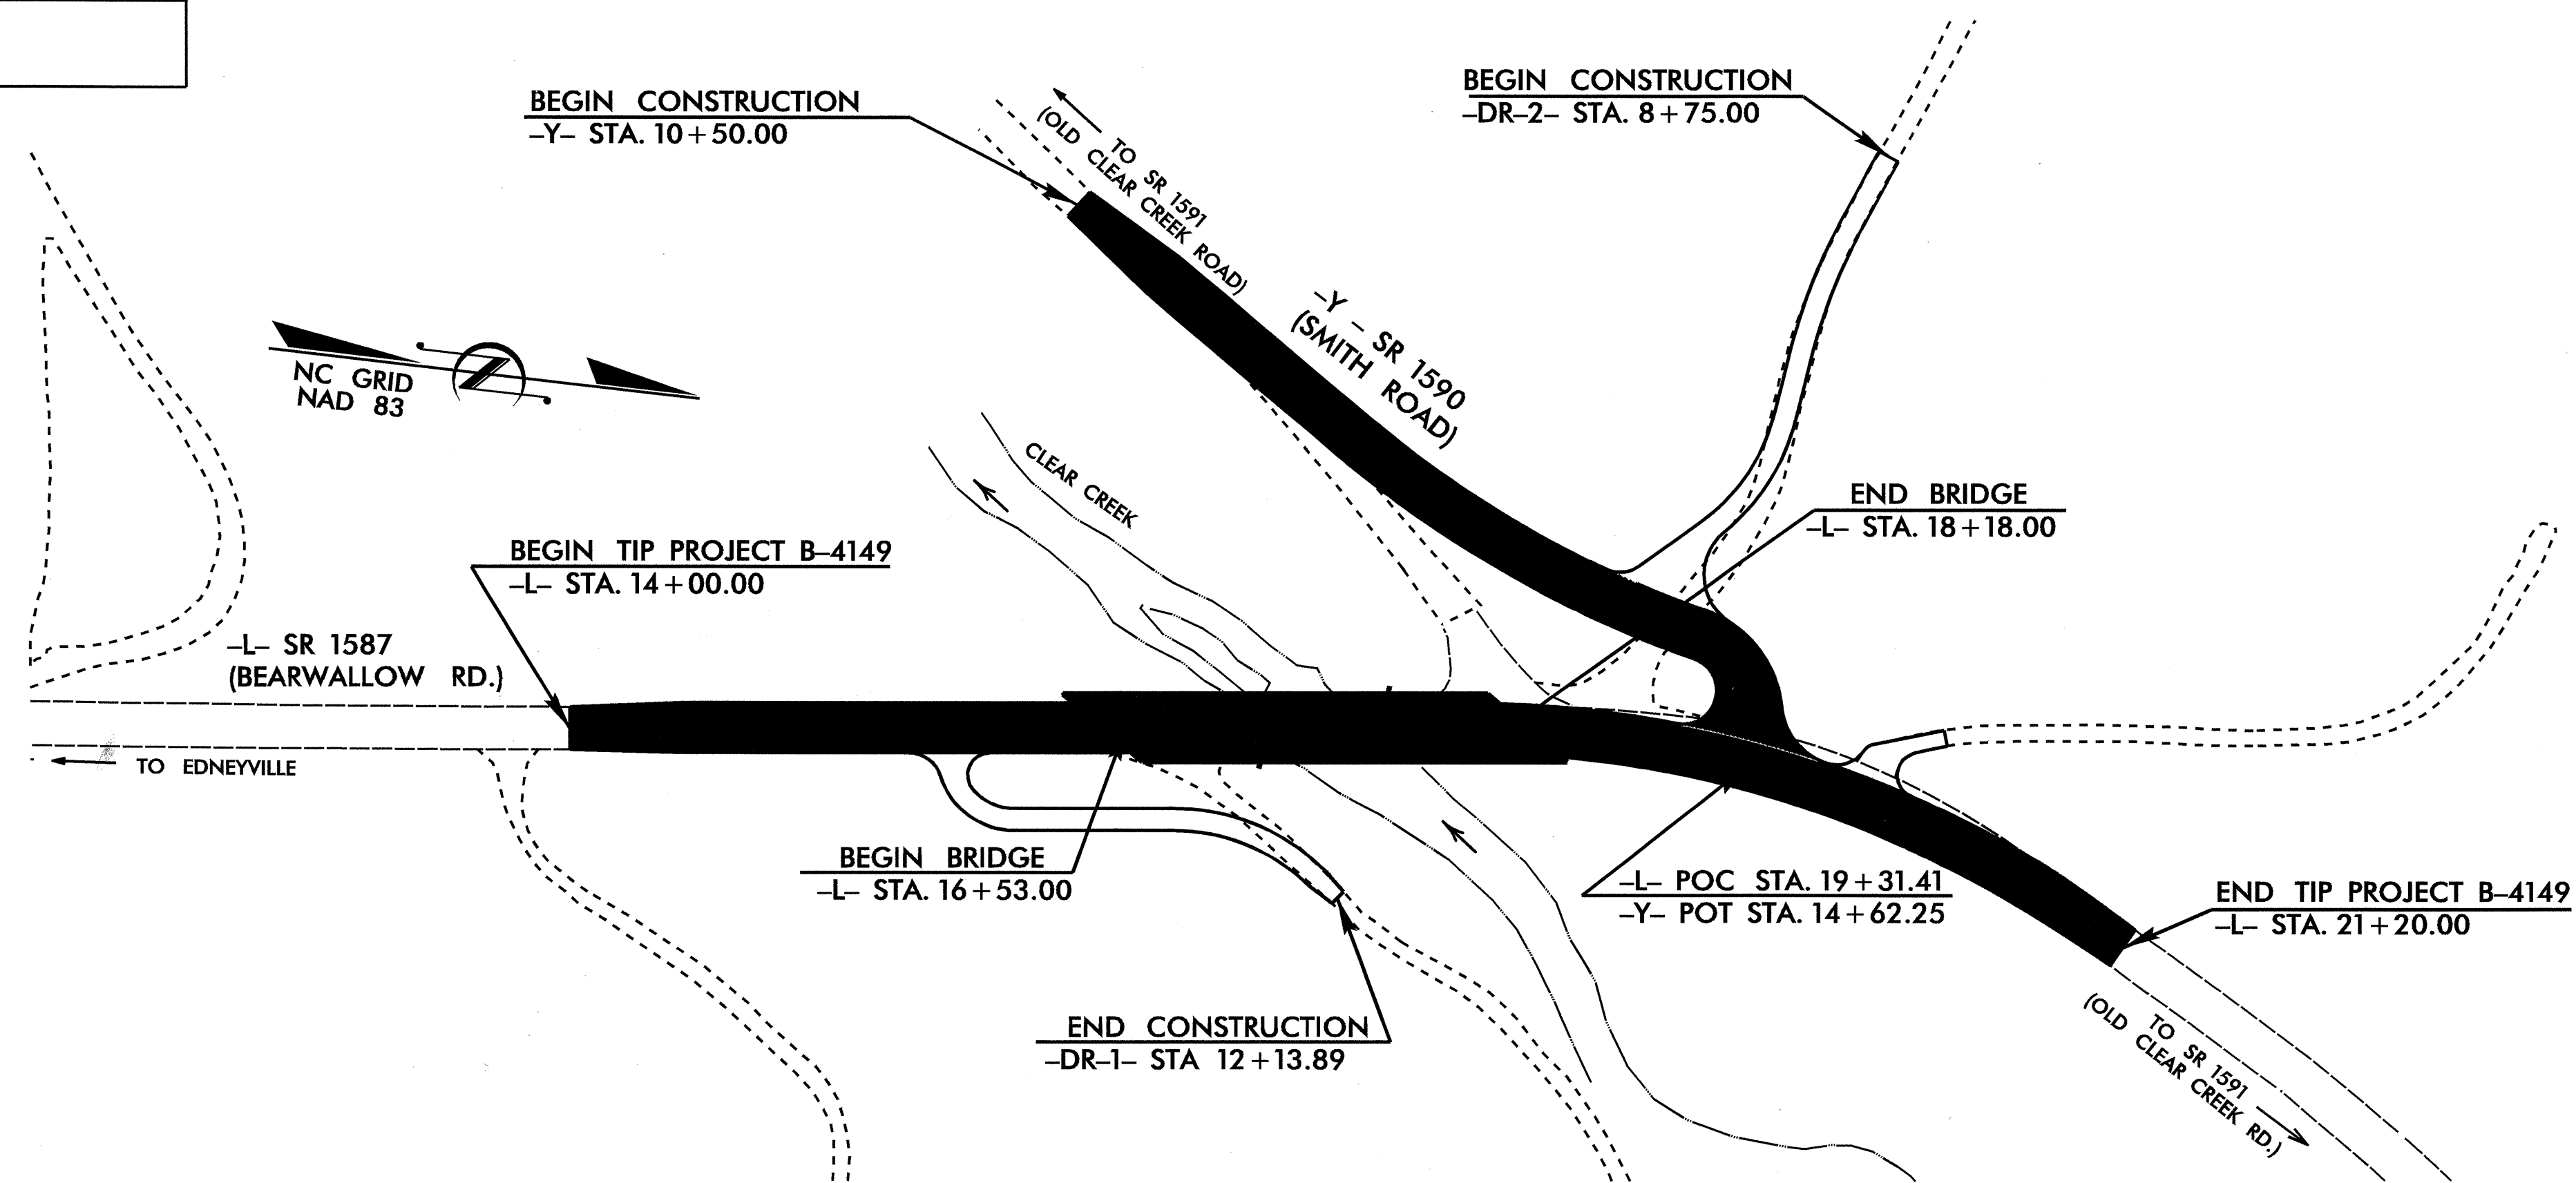 BEGIN CONSTRUCTION
-Y- STA. 10+50.00
TO SR 1591
(OLD CLEAR CREEK ROAD)
BEGIN CONSTRUCTION
-DR-2- STA. 8+75.00
-Y- SR 1590
(SMITH ROAD)
NC GRID
NAD 83
CLEAR CREEK
END BRIDGE
-L- STA. 18+18.00
BEGIN TIP PROJECT B-4149
-L- STA. 14+00.00
-L- SR 1587
(BEARWALLOW RD.)
TO EDNEYVILLE
BEGIN BRIDGE
-L- STA. 16+53.00
-L- POC STA. 19+31.41
-Y- POT STA. 14+62.25
END TIP PROJECT B-4149
-L- STA. 21+20.00
END CONSTRUCTION
-DR-1- STA 12+13.89
TO SR 1591
(OLD CLEAR CREEK RD.)